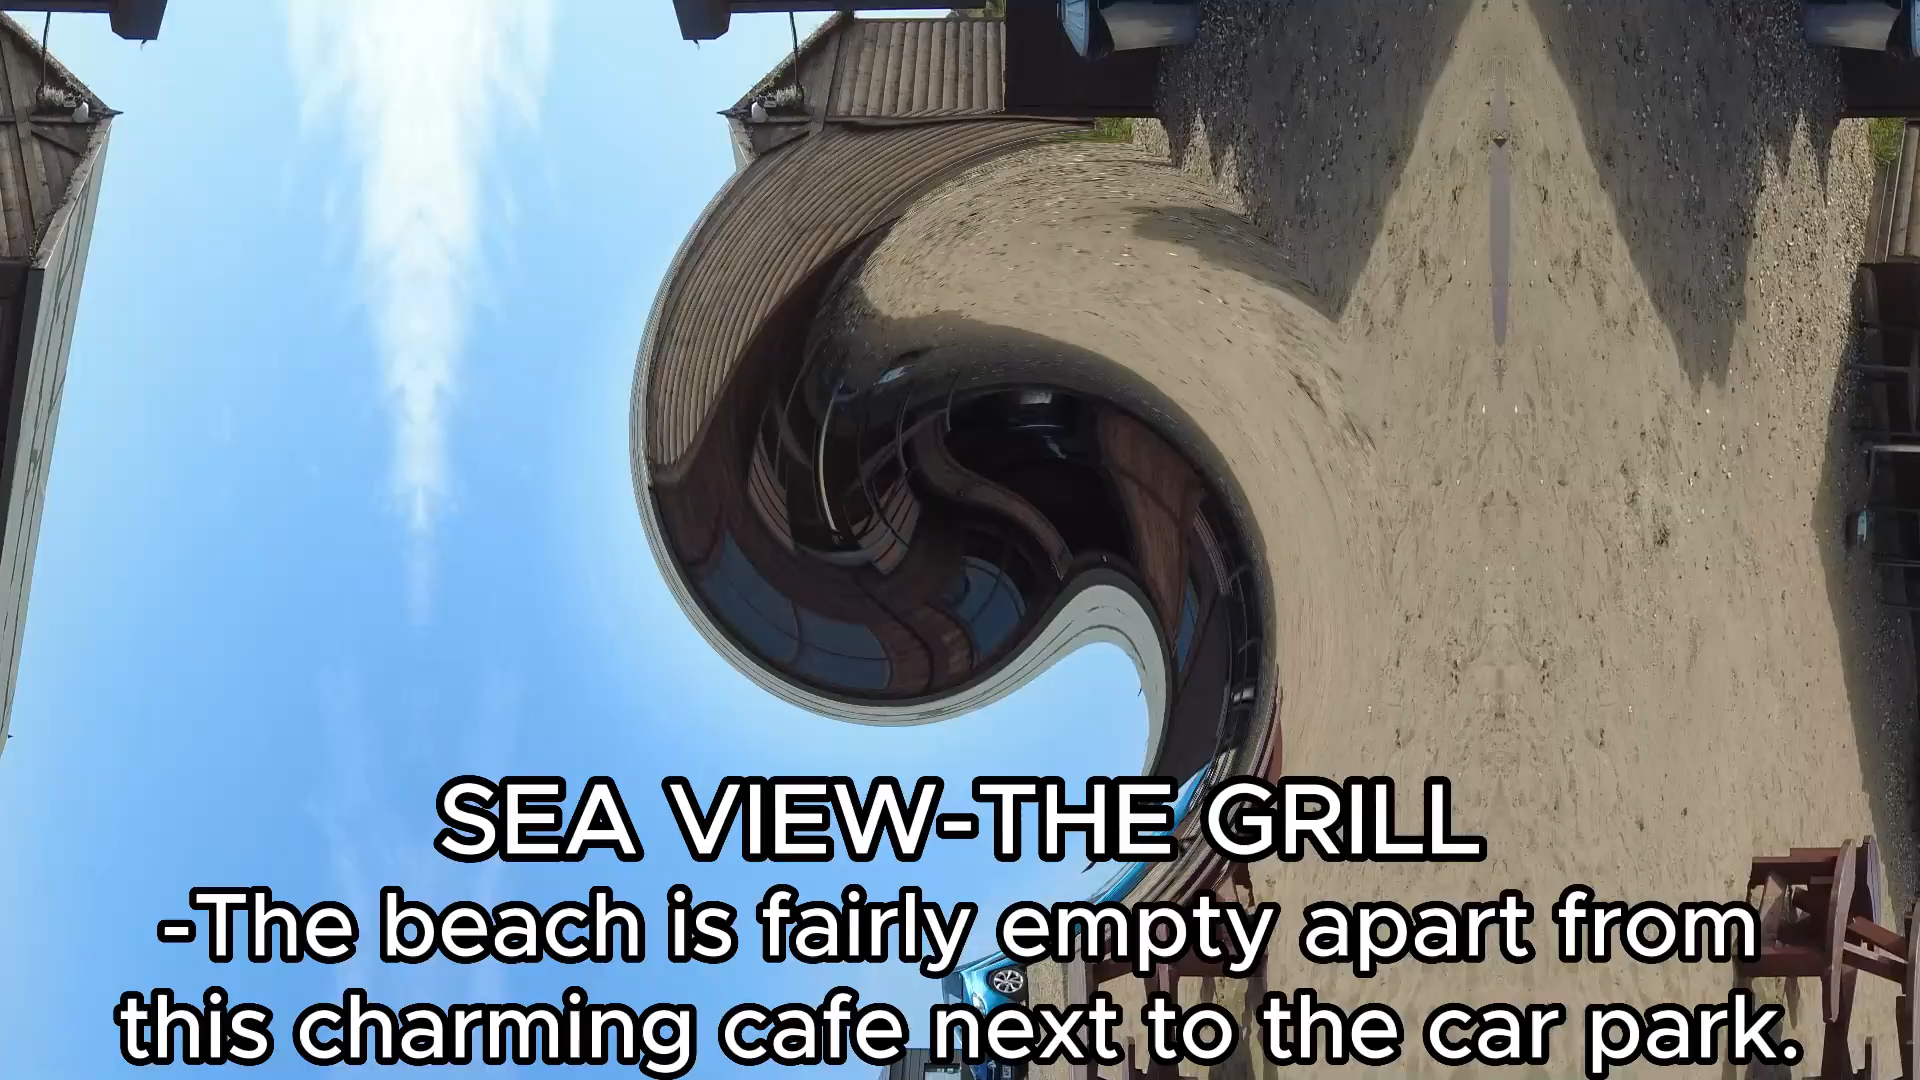 SEA VIEW-THE GRILL
-The beach is fairly empty apart from
this charming cafe next to the car park.